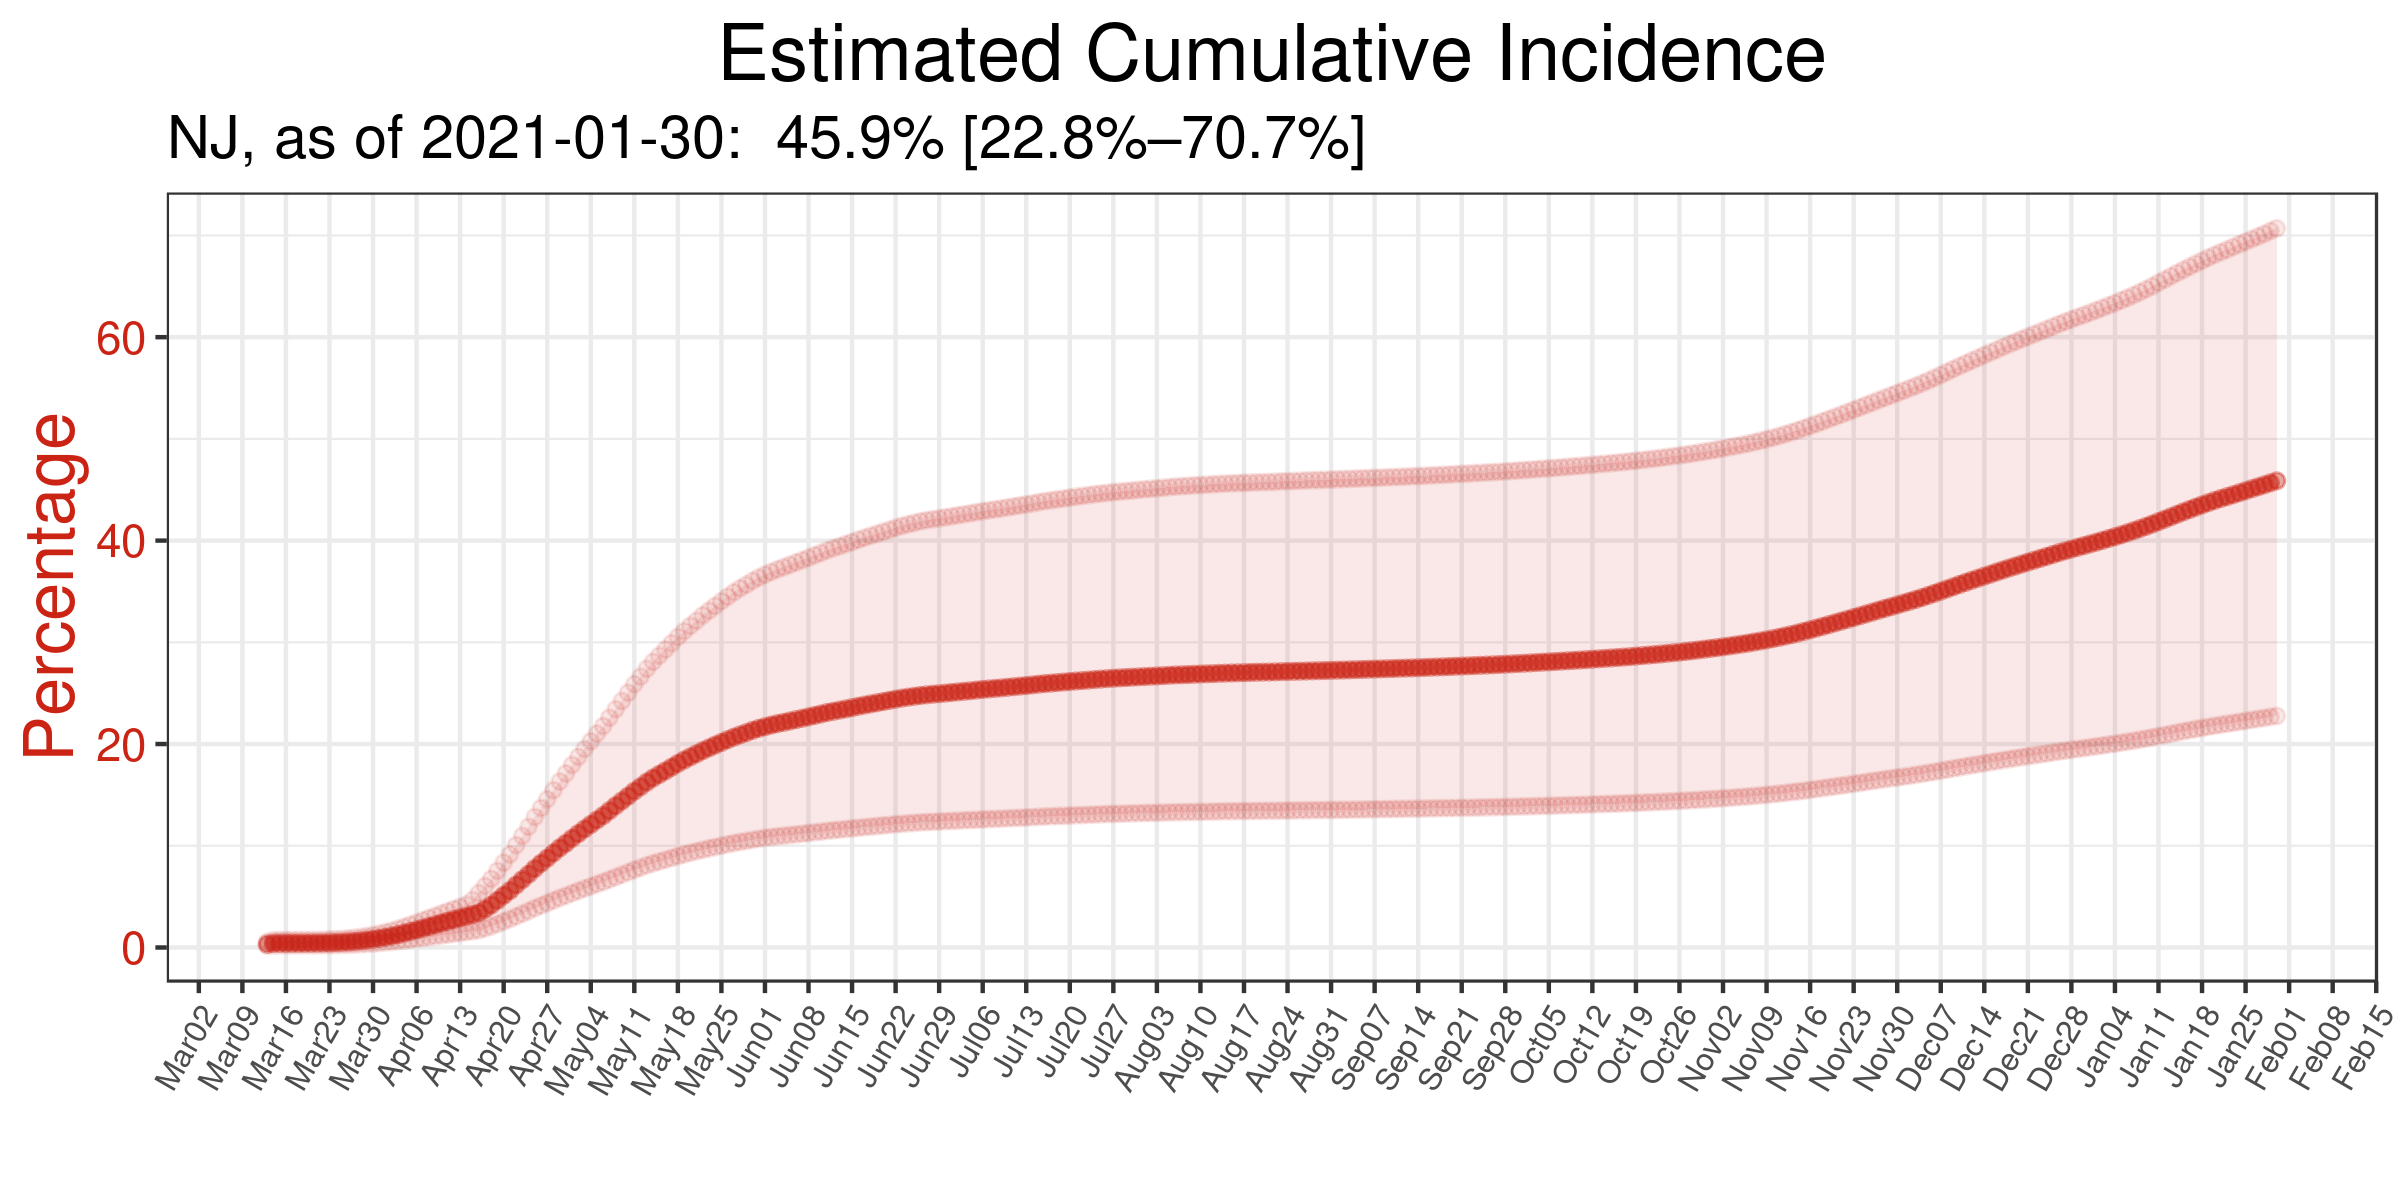 Estimated Cumulative Incidence
NJ, as of 2021-01-30:  45.9% [22.8%–70.7%]
Percentage
60
40
20
0
Mar02
Mar09
Mar16
Mar23
Mar30
Apr06
Apr13
Apr20
Apr27
May04
May11
May18
May25
Jun01
Jun08
Jun15
Jun22
Jun29
Jul06
Jul13
Jul20
Jul27
Aug03
Aug10
Aug17
Aug24
Aug31
Sep07
Sep14
Sep21
Sep28
Oct05
Oct12
Oct19
Oct26
Nov02
Nov09
Nov16
Nov23
Nov30
Dec07
Dec14
Dec21
Dec28
Jan04
Jan11
Jan18
Jan25
Feb01
Feb08
Feb15